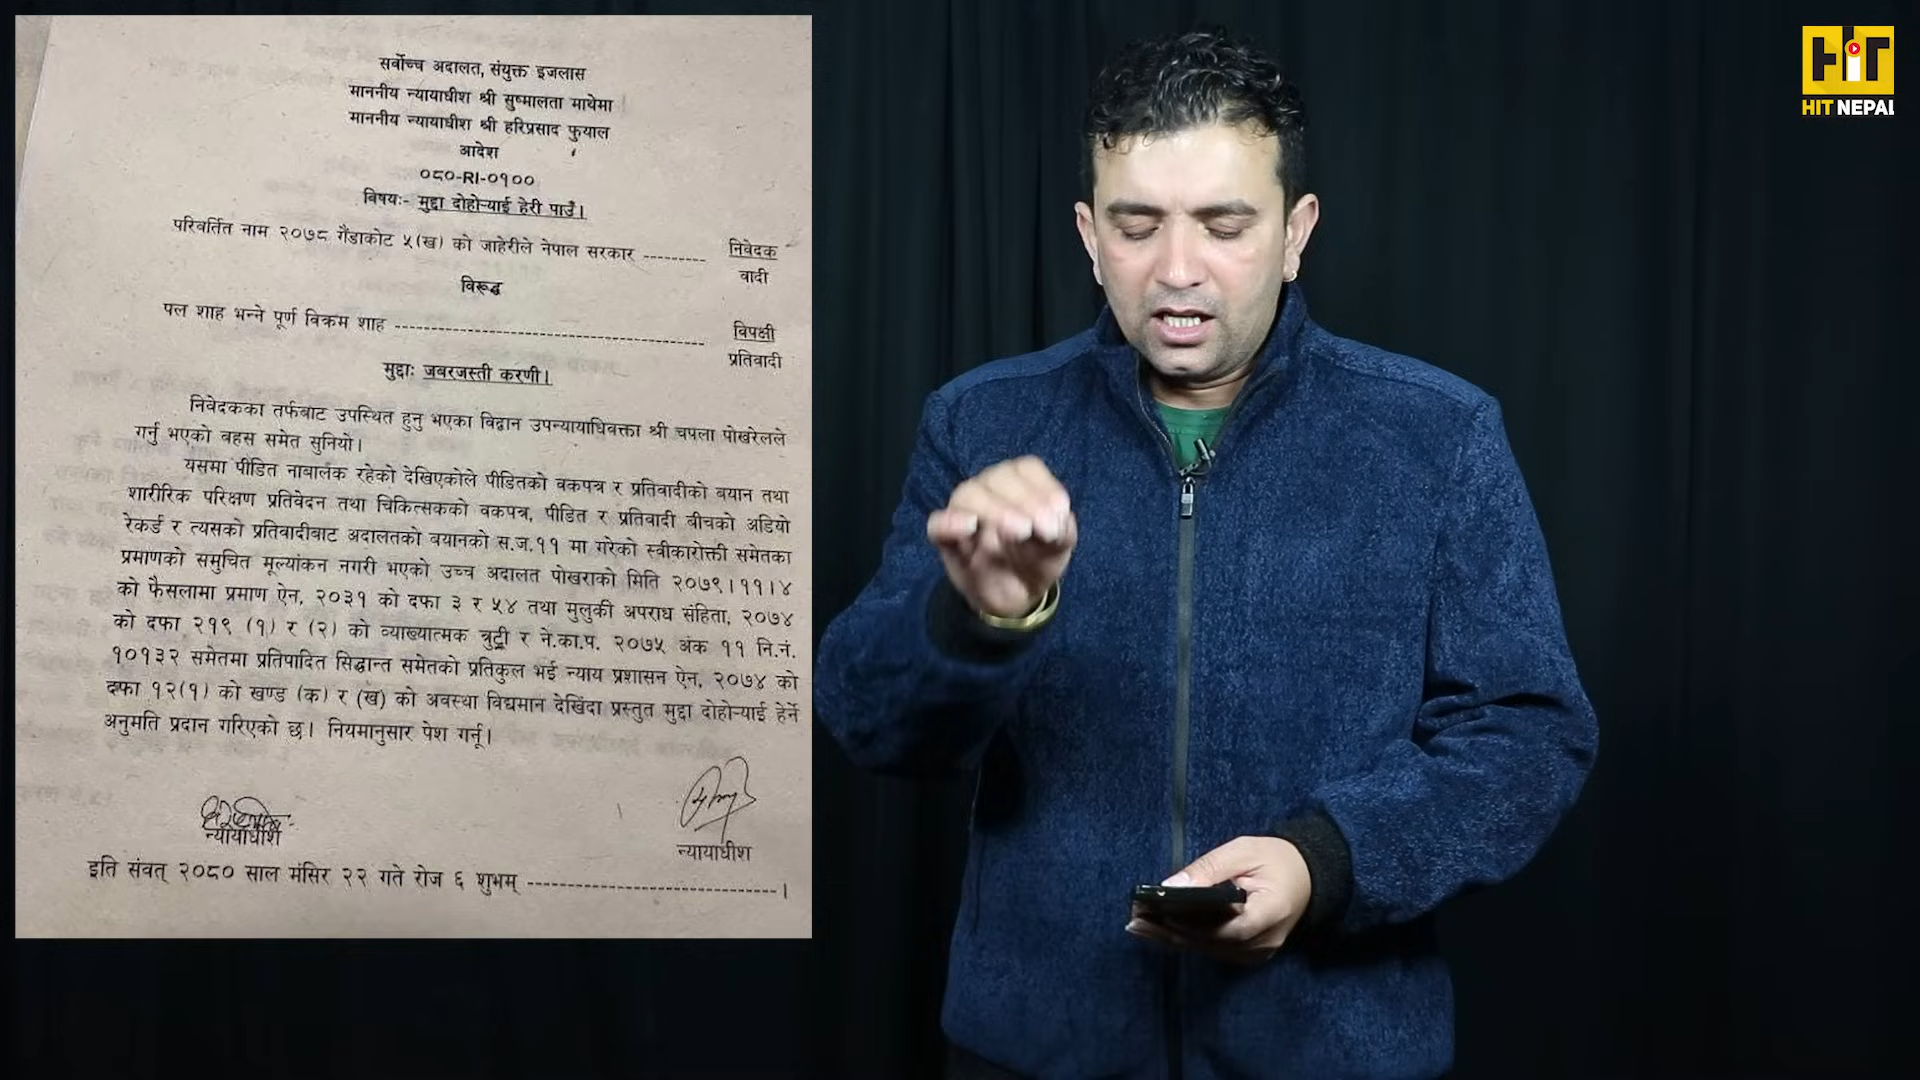 सर्वोच्च अदालत, संयुक्त इजलास
माननीय न्यायाधीश श्री सुष्मालता माथेमा
माननीय न्यायाधीश श्री हरिप्रसाद फुयाल
आदेश
०८०-RI-०१००
विषयः- मुद्दा दोहोर्‍याई हेरी पाउँ।
परिवर्तित नाम २०७८ गैंडाकोट ५(ख) को जाहेरीले नेपाल सरकार --------- निवेदक
वादी
विरूद्ध
पल शाह भन्ने पूर्ण विक्रम शाह ------------------------------------------ विपक्षी
प्रतिवादी
मुद्दाः जबरजस्ती करणी।
निवेदकका तर्फबाट उपस्थित हुनु भएका विद्वान उपन्यायाधिवक्ता श्री चपला पोखरेलले
गर्नु भएको वहस समेत सुनियो।
यसमा पीडित नाबालक रहेको देखिएकोले पीडितको वकपत्र र प्रतिवादीको बयान तथा
शारीरिक परिक्षण प्रतिवेदन तथा चिकित्सकको वकपत्र, पीडित र प्रतिवादी बीचको अडियो
रेकर्ड र त्यसको प्रतिवादीबाट अदालतको बयानको स.ज.११ मा गरेको स्वीकारोक्ती समेतका
प्रमाणको समुचित मूल्यांकन नगरी भएको उच्च अदालत पोखराको मिति २०७९।११।४
को फैसलामा प्रमाण ऐन, २०३१ को दफा ३ र ५४ तथा मुलुकी अपराध संहिता, २०७४
को दफा २१९ (१) र (२) को व्याख्यात्मक त्रुट्री र ने.का.प. २०७५ अंक ११ नि.नं.
१०१३२ समेतमा प्रतिपादित सिद्धान्त समेतको प्रतिकुल भई न्याय प्रशासन ऐन, २०७४ को
दफा १२(१) को खण्ड (क) र (ख) को अवस्था विद्यमान देखिंदा प्रस्तुत मुद्दा दोहोर्‍याई हेर्ने
अनुमति प्रदान गरिएको छ। नियमानुसार पेश गर्नू।
न्यायाधीश
न्यायाधीश
इति संवत् २०८० साल मंसिर २२ गते रोज ६ शुभम् ----------------------------------।
HIT
HIT NEPAL